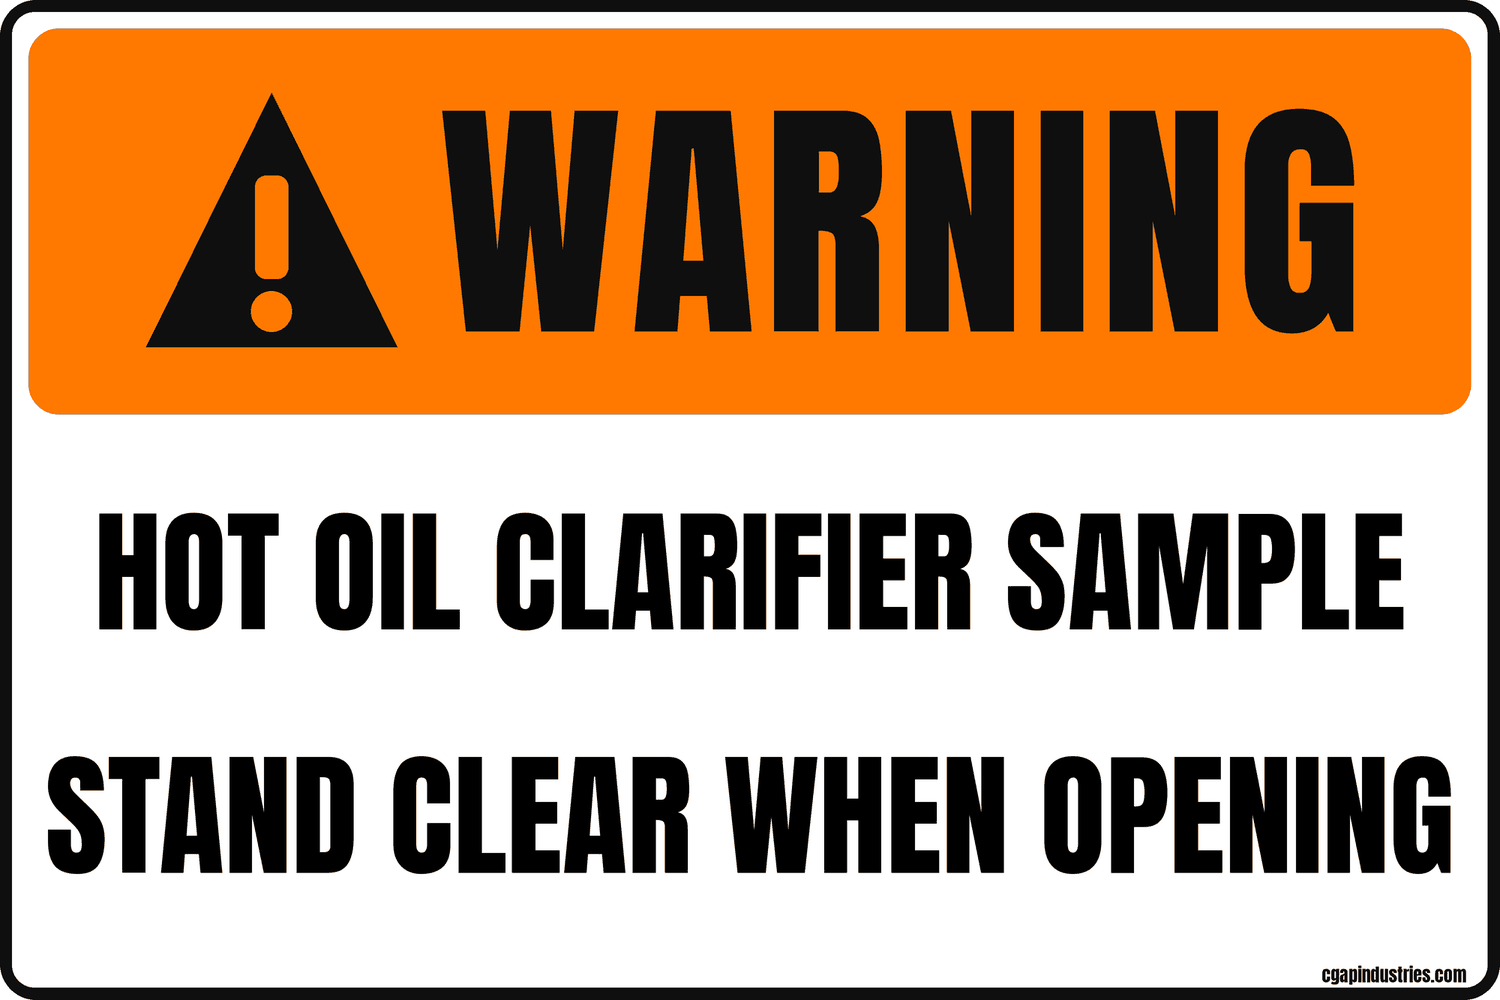 WARNING
HOT OIL CLARIFIER SAMPLE
STAND CLEAR WHEN OPENING
cgapindustries.com